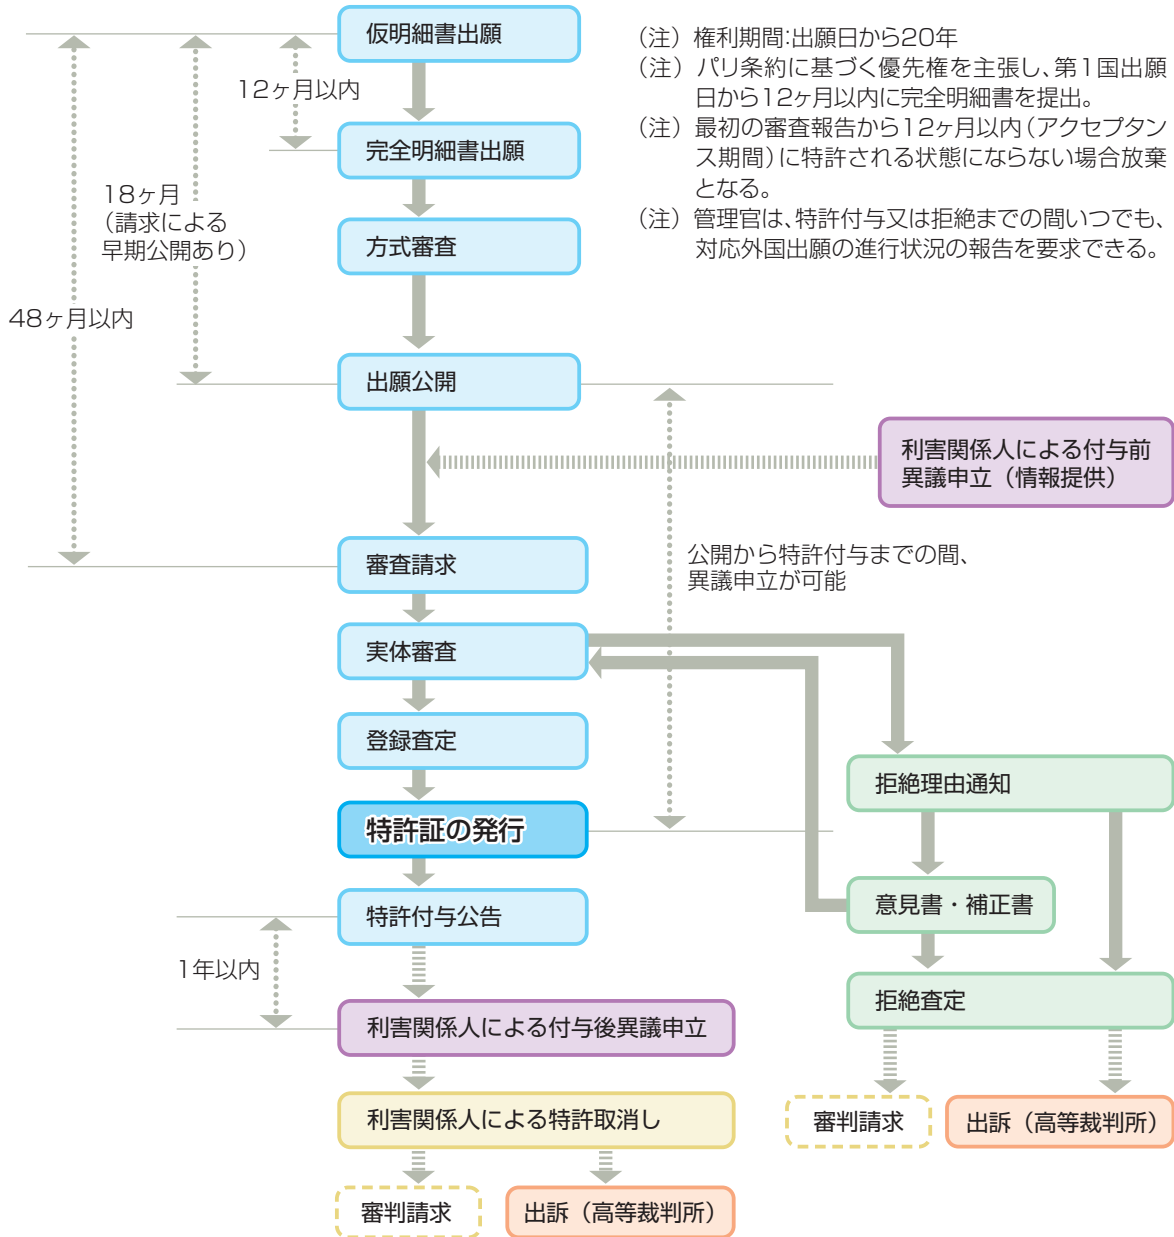 仮明細書出願
12ヶ月以内
完全明細書出願
18ヶ月
（請求による
早期公開あり）
方式審査
48ヶ月以内
出願公開
（注）権利期間:出願日から20年
（注）パリ条約に基づく優先権を主張し、第1国出願
日から12ヶ月以内に完全明細書を提出。
（注）最初の審査報告から12ヶ月以内（アクセプタン
ス期間）に特許される状態にならない場合放棄
となる。
（注）管理官は、特許付与又は拒絶までの間いつでも、
対応外国出願の進行状況の報告を要求できる。
利害関係人による付与前
異議申立（情報提供）
審査請求
公開から特許付与までの間、
異議申立が可能
実体審査
登録査定
拒絶理由通知
特許証の発行
意見書・補正書
特許付与公告
1年以内
拒絶査定
利害関係人による付与後異議申立
利害関係人による特許取消し
審判請求
出訴（高等裁判所）
審判請求
出訴（高等裁判所）